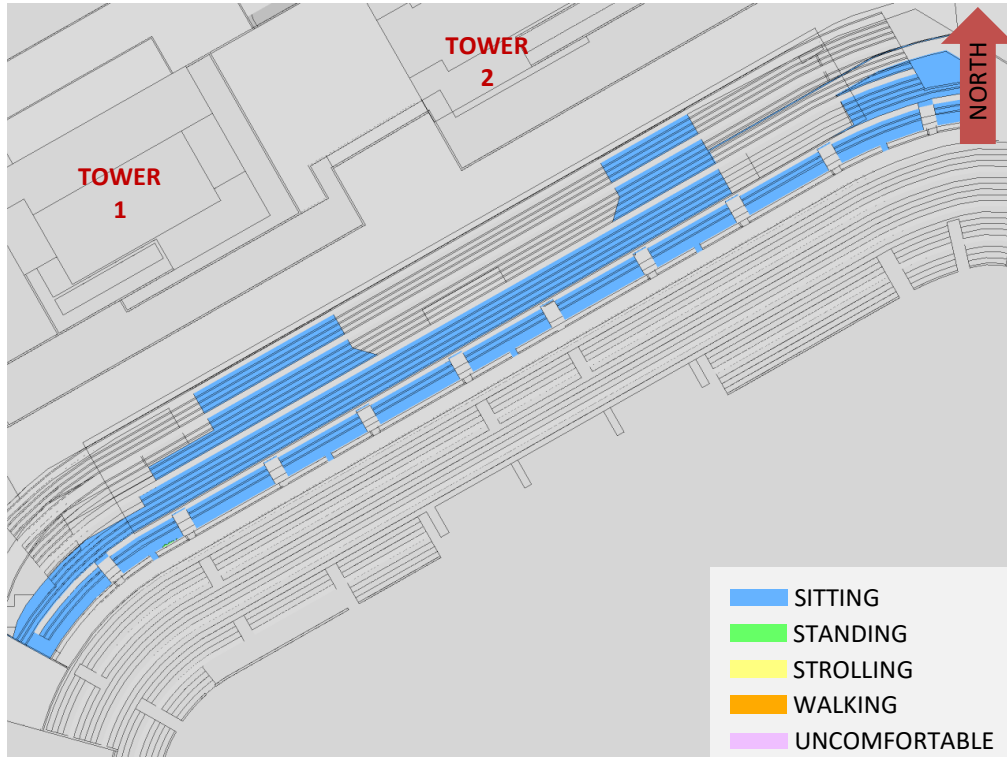 TOWER
2
NORTH
TOWER
1
SITTING
STANDING
STROLLING
WALKING
UNCOMFORTABLE